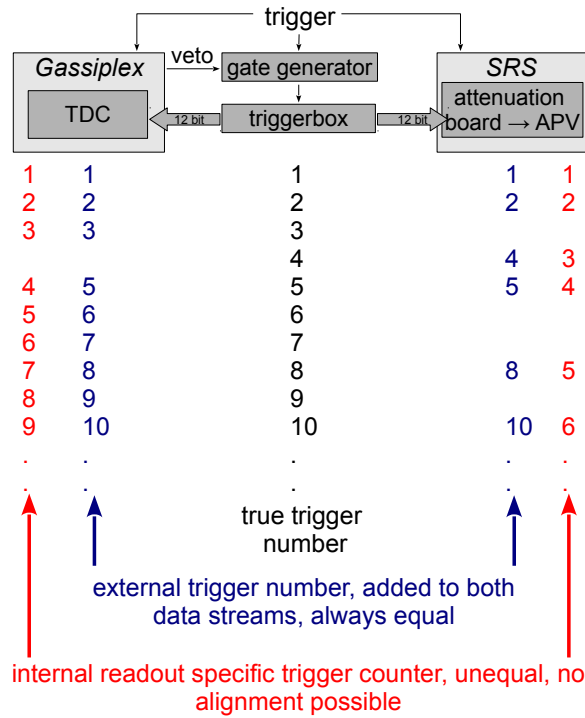 trigger
Gassiplex veto gate generator SRS
TDC 12 bit triggerbox 12 bit attenuation
board → APV
1 1 1 1 1
2 2 2 2 2
3 3 3
4 4 3
4 5 5 5 4
5 6 6
6 7 7
7 8 8 8 5
8 9 9
9 10 10 10 6
. . . . .
. . . . .
true trigger
number
external trigger number, added to both
data streams, always equal
internal readout specific trigger counter, unequal, no
alignment possible